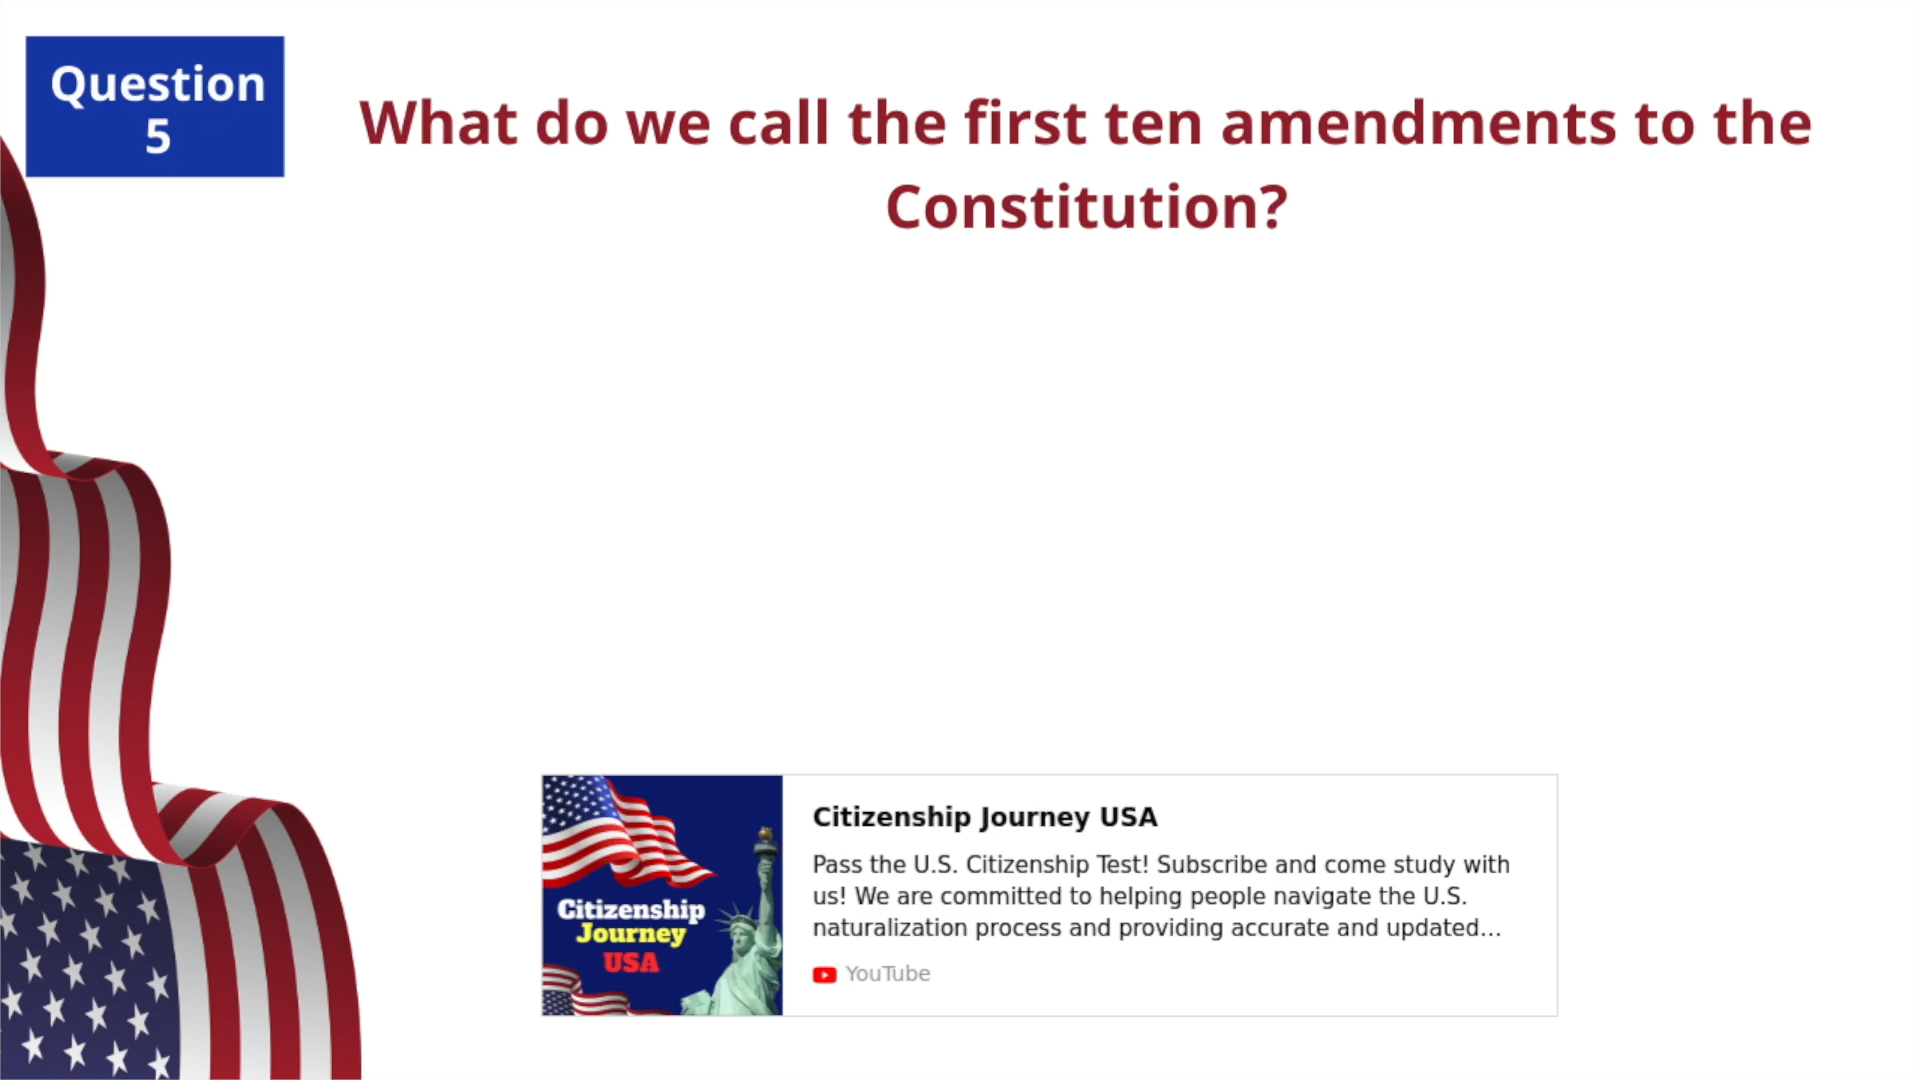 Question
5
What do we call the first ten amendments to the
Constitution?
Citizenship
Journey
USA
Citizenship Journey USA
Pass the U.S. Citizenship Test! Subscribe and come study with
us! We are committed to helping people navigate the U.S.
naturalization process and providing accurate and updated...
YouTube